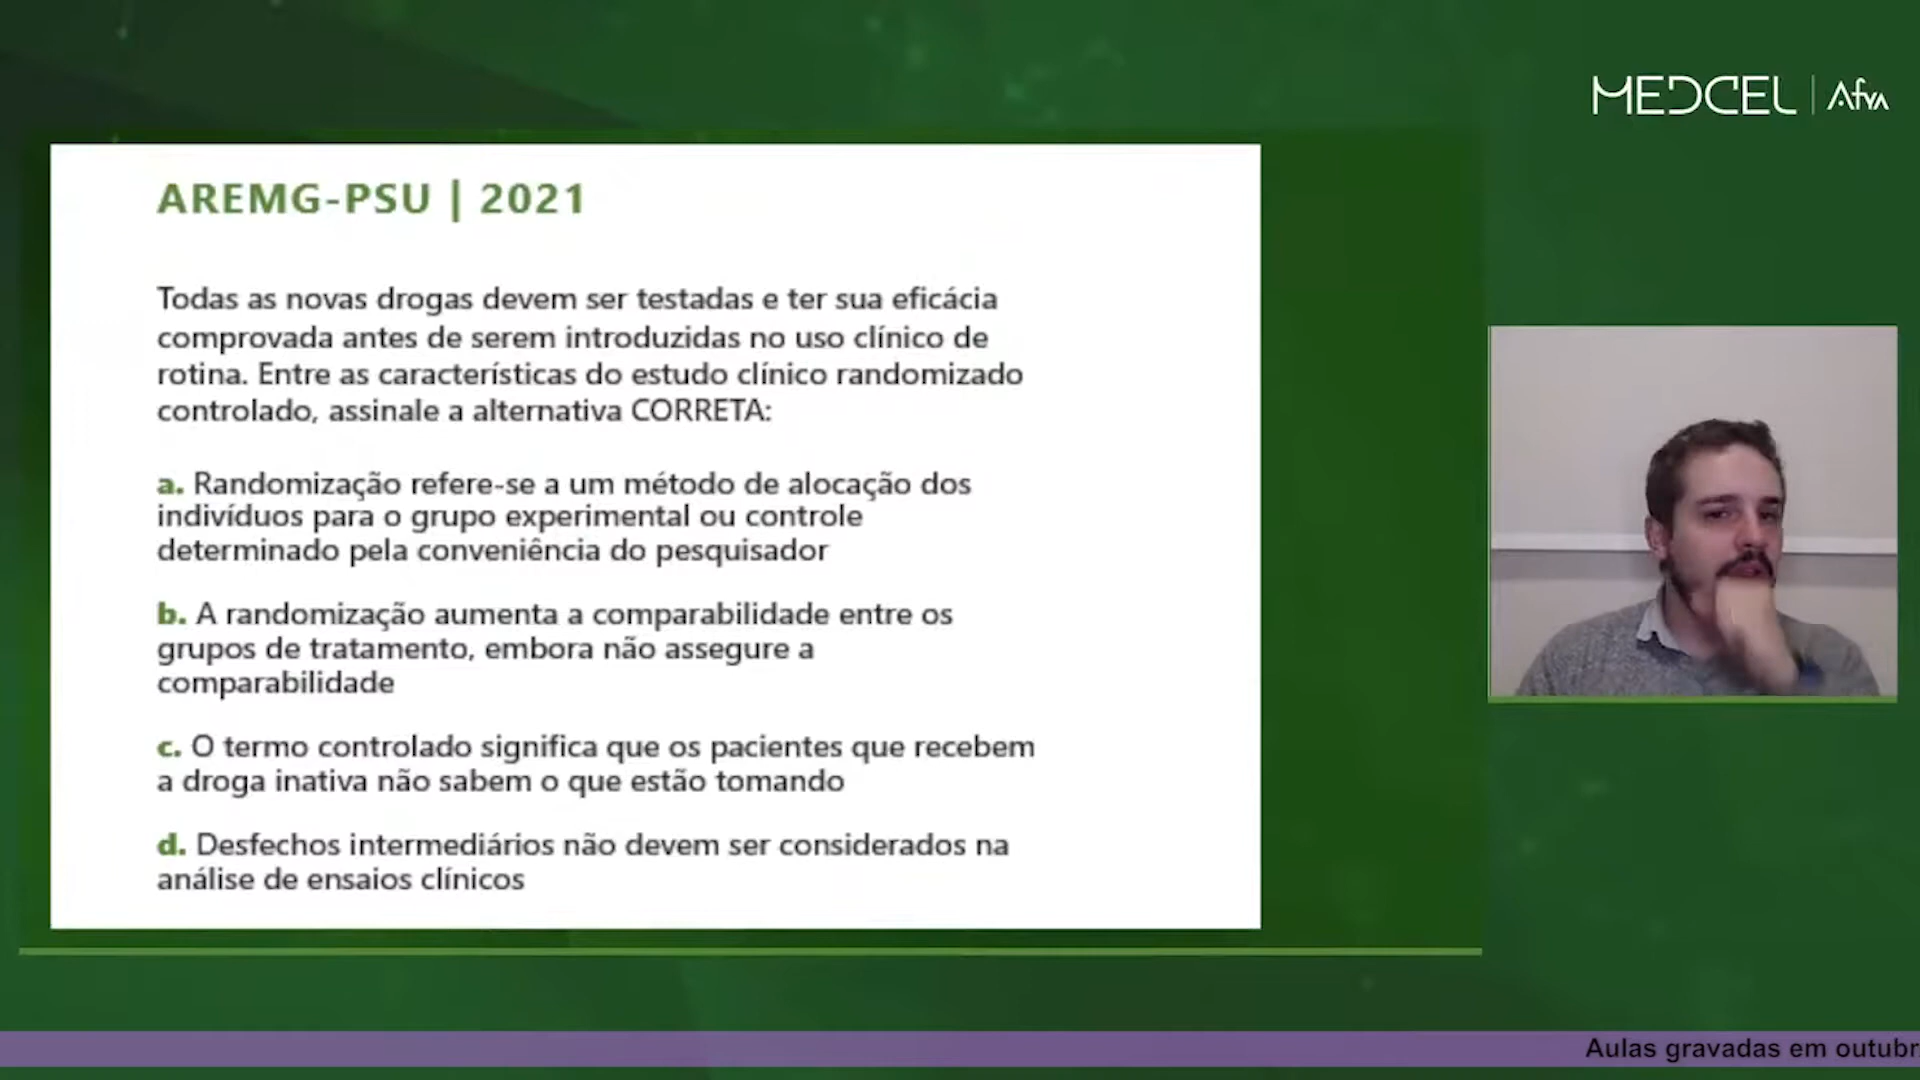 MEDCEL | Afya
AREMG-PSU | 2021
Todas as novas drogas devem ser testadas e ter sua eficácia
comprovada antes de serem introduzidas no uso clínico de
rotina. Entre as características do estudo clínico randomizado
controlado, assinale a alternativa CORRETA:
a. Randomização refere-se a um método de alocação dos
indivíduos para o grupo experimental ou controle
determinado pela conveniência do pesquisador
b. A randomização aumenta a comparabilidade entre os
grupos de tratamento, embora não assegure a
comparabilidade
c. O termo controlado significa que os pacientes que recebem
a droga inativa não sabem o que estão tomando
d. Desfechos intermediários não devem ser considerados na
análise de ensaios clínicos
Aulas gravadas em outubr